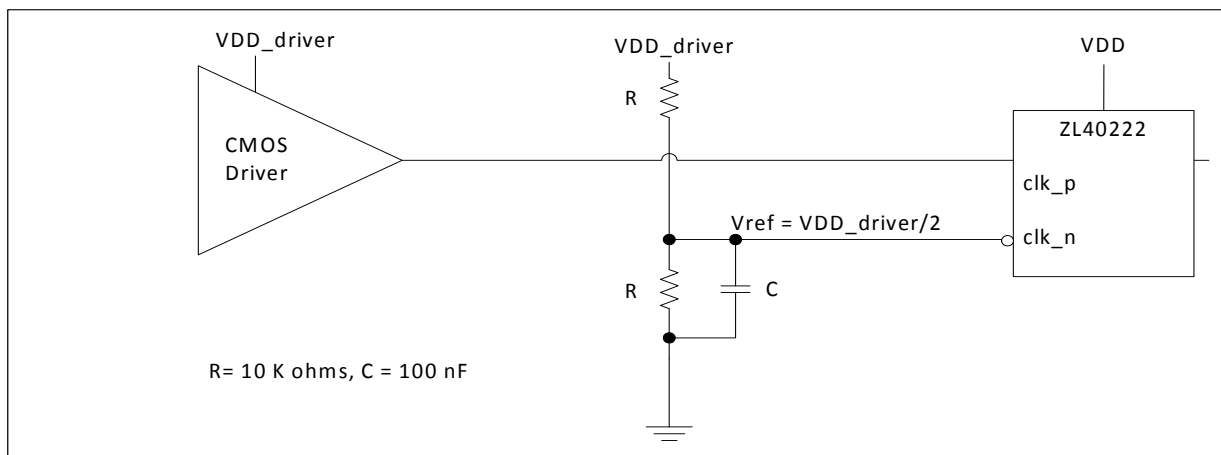 VDD_driver
VDD_driver
VDD
R
ZL40222
CMOS
Driver
clk_p
Vref = VDD_driver/2
clk_n
R
C
R= 10 K ohms, C = 100 nF